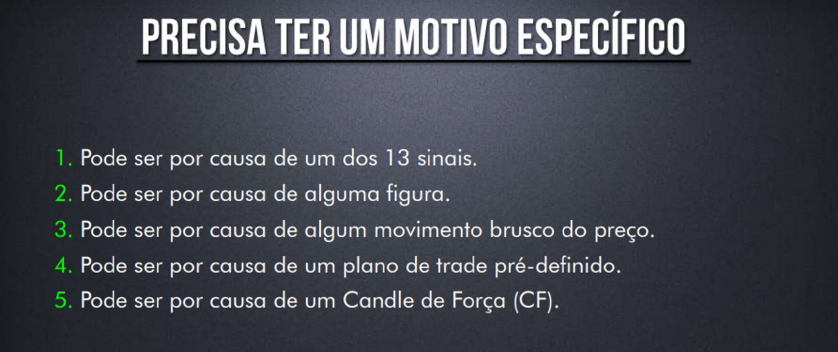 PRECISA TER UM MOTIVO ESPECÍFICO
1. Pode ser por causa de um dos 13 sinais.
2. Pode ser por causa de alguma figura.
3. Pode ser por causa de algum movimento brusco do preço.
4. Pode ser por causa de um plano de trade pré-definido.
5. Pode ser por causa de um Candle de Força (CF).